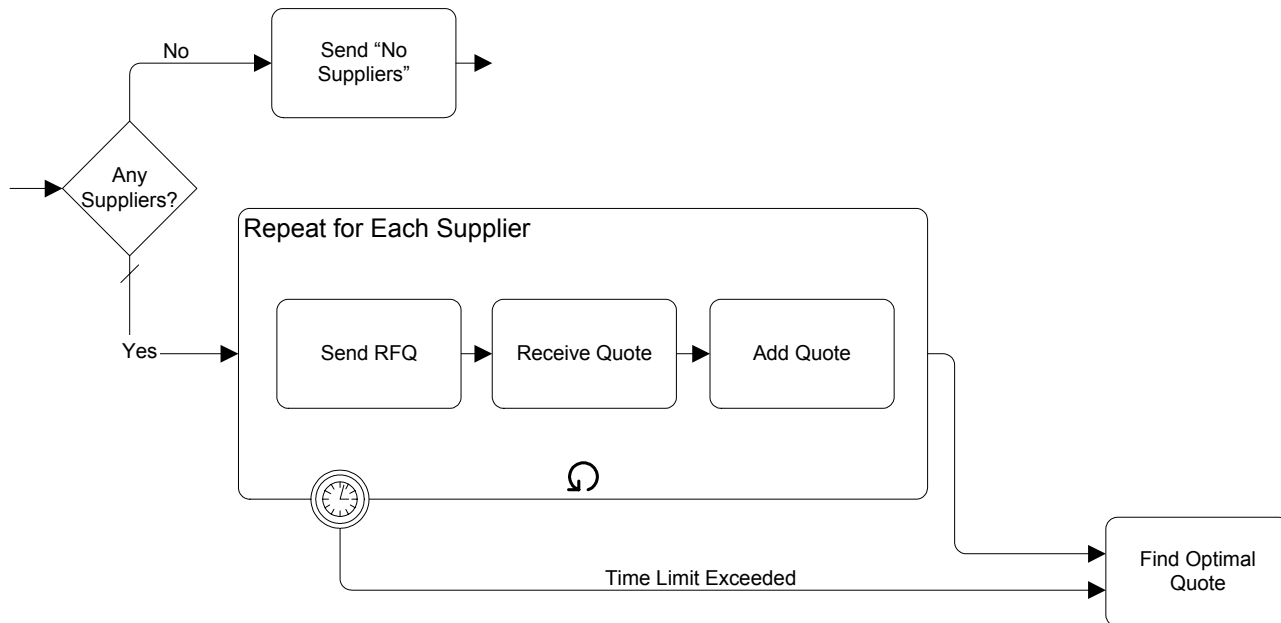 No
Send “No
Suppliers”
Any
Suppliers?
Repeat for Each Supplier
Send RFQ
Receive Quote
Add Quote
Yes
Find Optimal
Quote
Time Limit Exceeded